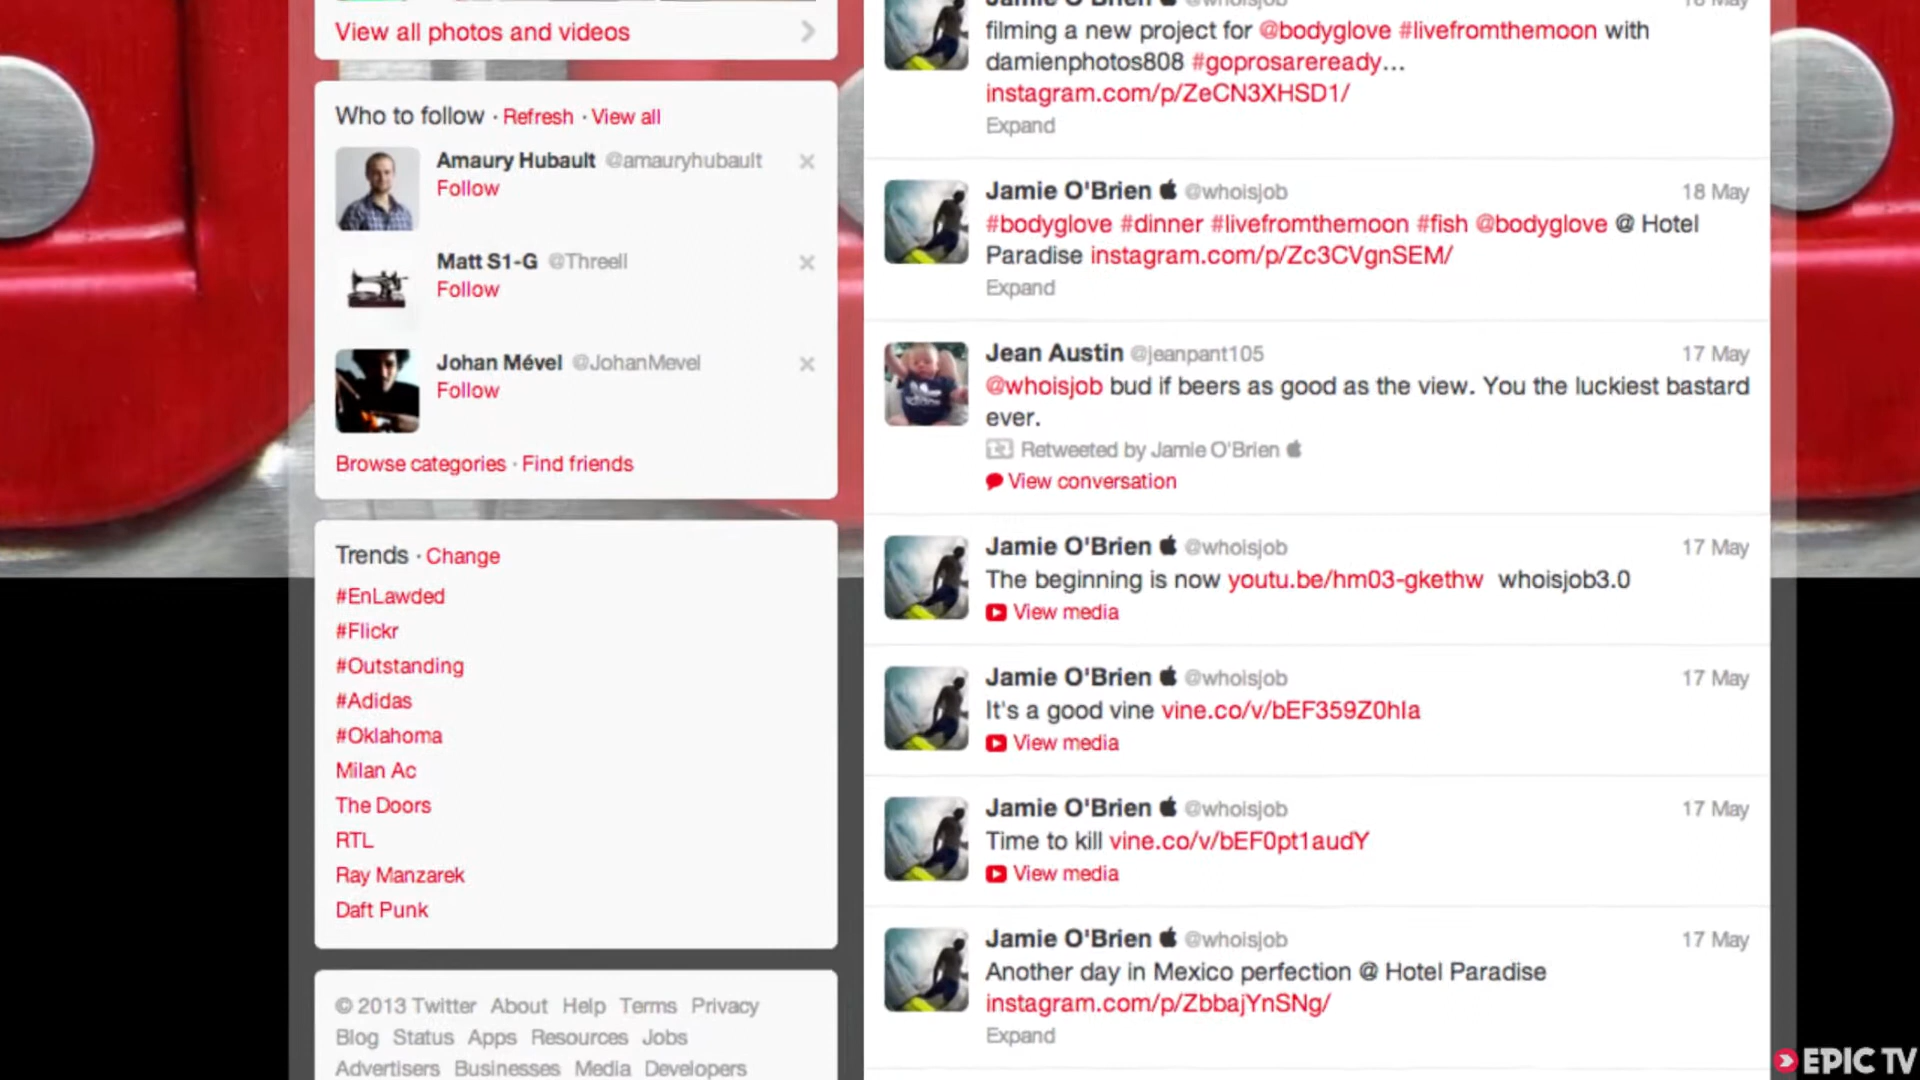 View all photos and videos
Who to follow · Refresh · View all
Amaury Hubault @amauryhubault
Follow
Matt S1-G @Threell
Follow
Johan Mével @JohanMevel
Follow
Browse categories · Find friends
Trends · Change
#EnLawded
#Flickr
#Outstanding
#Adidas
#Oklahoma
Milan Ac
The Doors
RTL
Ray Manzarek
Daft Punk
© 2013 Twitter About Help Terms Privacy
Blog Status Apps Resources Jobs
Advertisers Businesses Media Developers
Jamie O'Brien @whoisjob 18 May
filming a new project for @bodyglove #livefromthemoon with
damienphotos808 #goprosareready...
instagram.com/p/ZeCN3XHSD1/
Expand
Jamie O'Brien @whoisjob 18 May
#bodyglove #dinner #livefromthemoon #fish @bodyglove @ Hotel
Paradise instagram.com/p/Zc3CVgnSEM/
Expand
Jean Austin @jeanpant105 17 May
@whoisjob bud if beers as good as the view. You the luckiest bastard
ever.
Retweeted by Jamie O'Brien
View conversation
Jamie O'Brien @whoisjob 17 May
The beginning is now youtu.be/hm03-gkethw whoisjob3.0
View media
Jamie O'Brien @whoisjob 17 May
It's a good vine vine.co/v/bEF359Z0hIa
View media
Jamie O'Brien @whoisjob 17 May
Time to kill vine.co/v/bEF0pt1audY
View media
Jamie O'Brien @whoisjob 17 May
Another day in Mexico perfection @ Hotel Paradise
instagram.com/p/ZbbajYnSNg/
Expand
EPIC TV